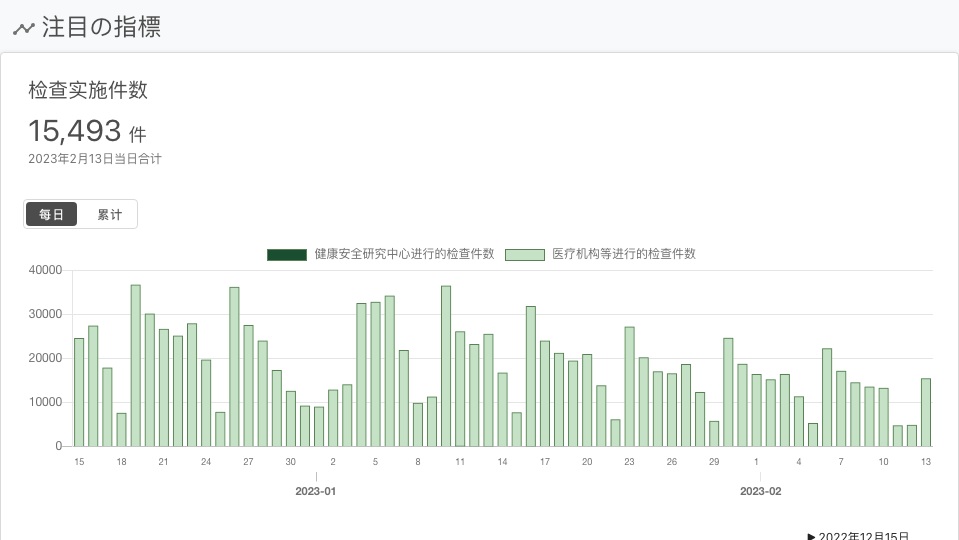 注目の指標
检查实施件数
15,493 件
2023年2月13日当日合计
每日 累计
健康安全研究中心进行的检查件数 医疗机构等进行的检查件数
40000
30000
20000
10000
0
15 18 21 24 27 30 2 5 8 11 14 17 20 23 26 29 1 4 7 10 13
2023-01 2023-02
▶ 2022年12月15日